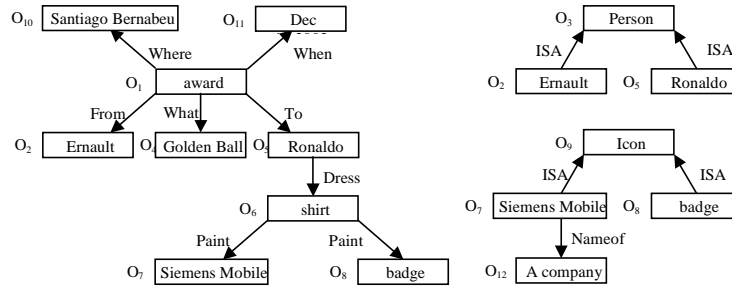 O10 Santiago Bernabeu
O11 Dec
Where
When
O1 award
From
What
To
O2 Ernault
O4 Golden Ball
O5 Ronaldo
Dress
O6 shirt
Paint
Paint
O7 Siemens Mobile
O8 badge
O3 Person
ISA
ISA
O2 Ernault
O5 Ronaldo
O9 Icon
ISA
ISA
O7 Siemens Mobile
O8 badge
Nameof
O12 A company